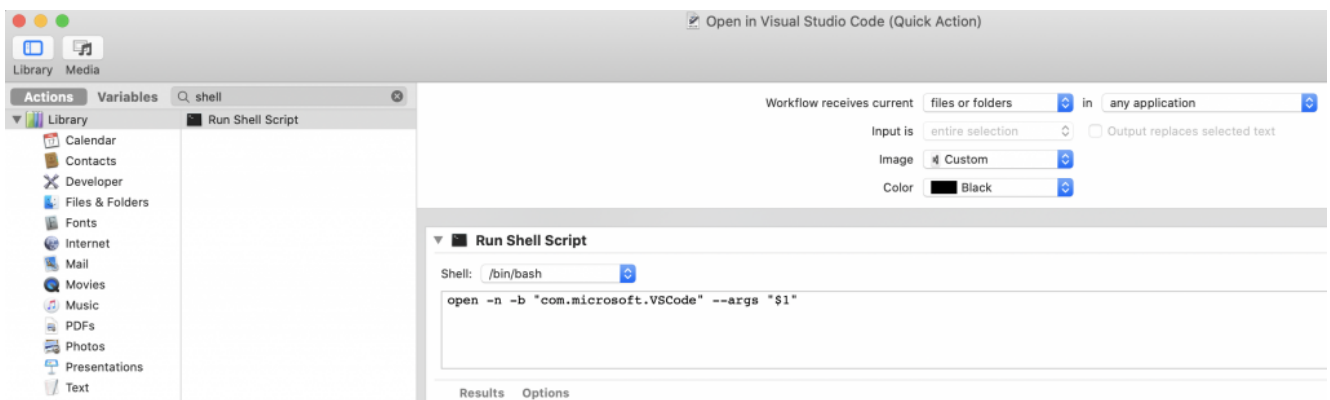 Open in Visual Studio Code (Quick Action)
Library Media
Actions Variables shell
Library
Calendar
Contacts
Developer
Files & Folders
Fonts
Internet
Mail
Movies
Music
PDFs
Photos
Presentations
Text
Run Shell Script
Workflow receives current files or folders in any application
Input is entire selection Output replaces selected text
Image Custom
Color Black
Run Shell Script
Shell: /bin/bash
open -n -b "com.microsoft.VSCode" --args "$1"
Results Options